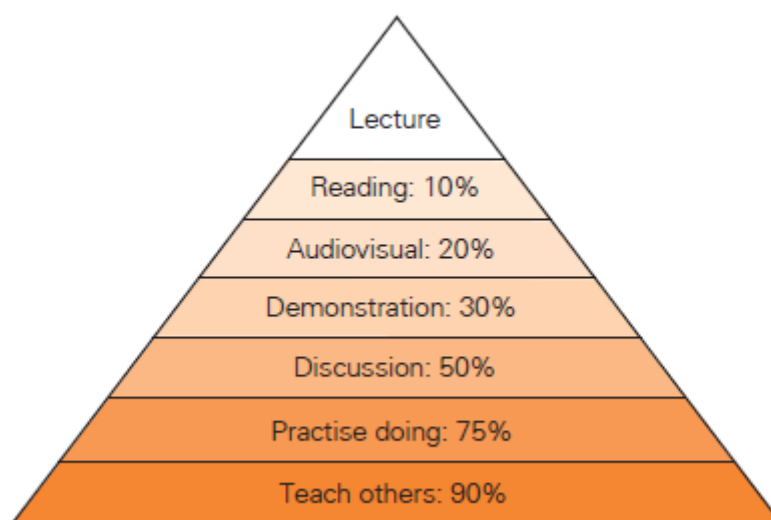 Lecture
Reading: 10%
Audiovisual: 20%
Demonstration: 30%
Discussion: 50%
Practise doing: 75%
Teach others: 90%